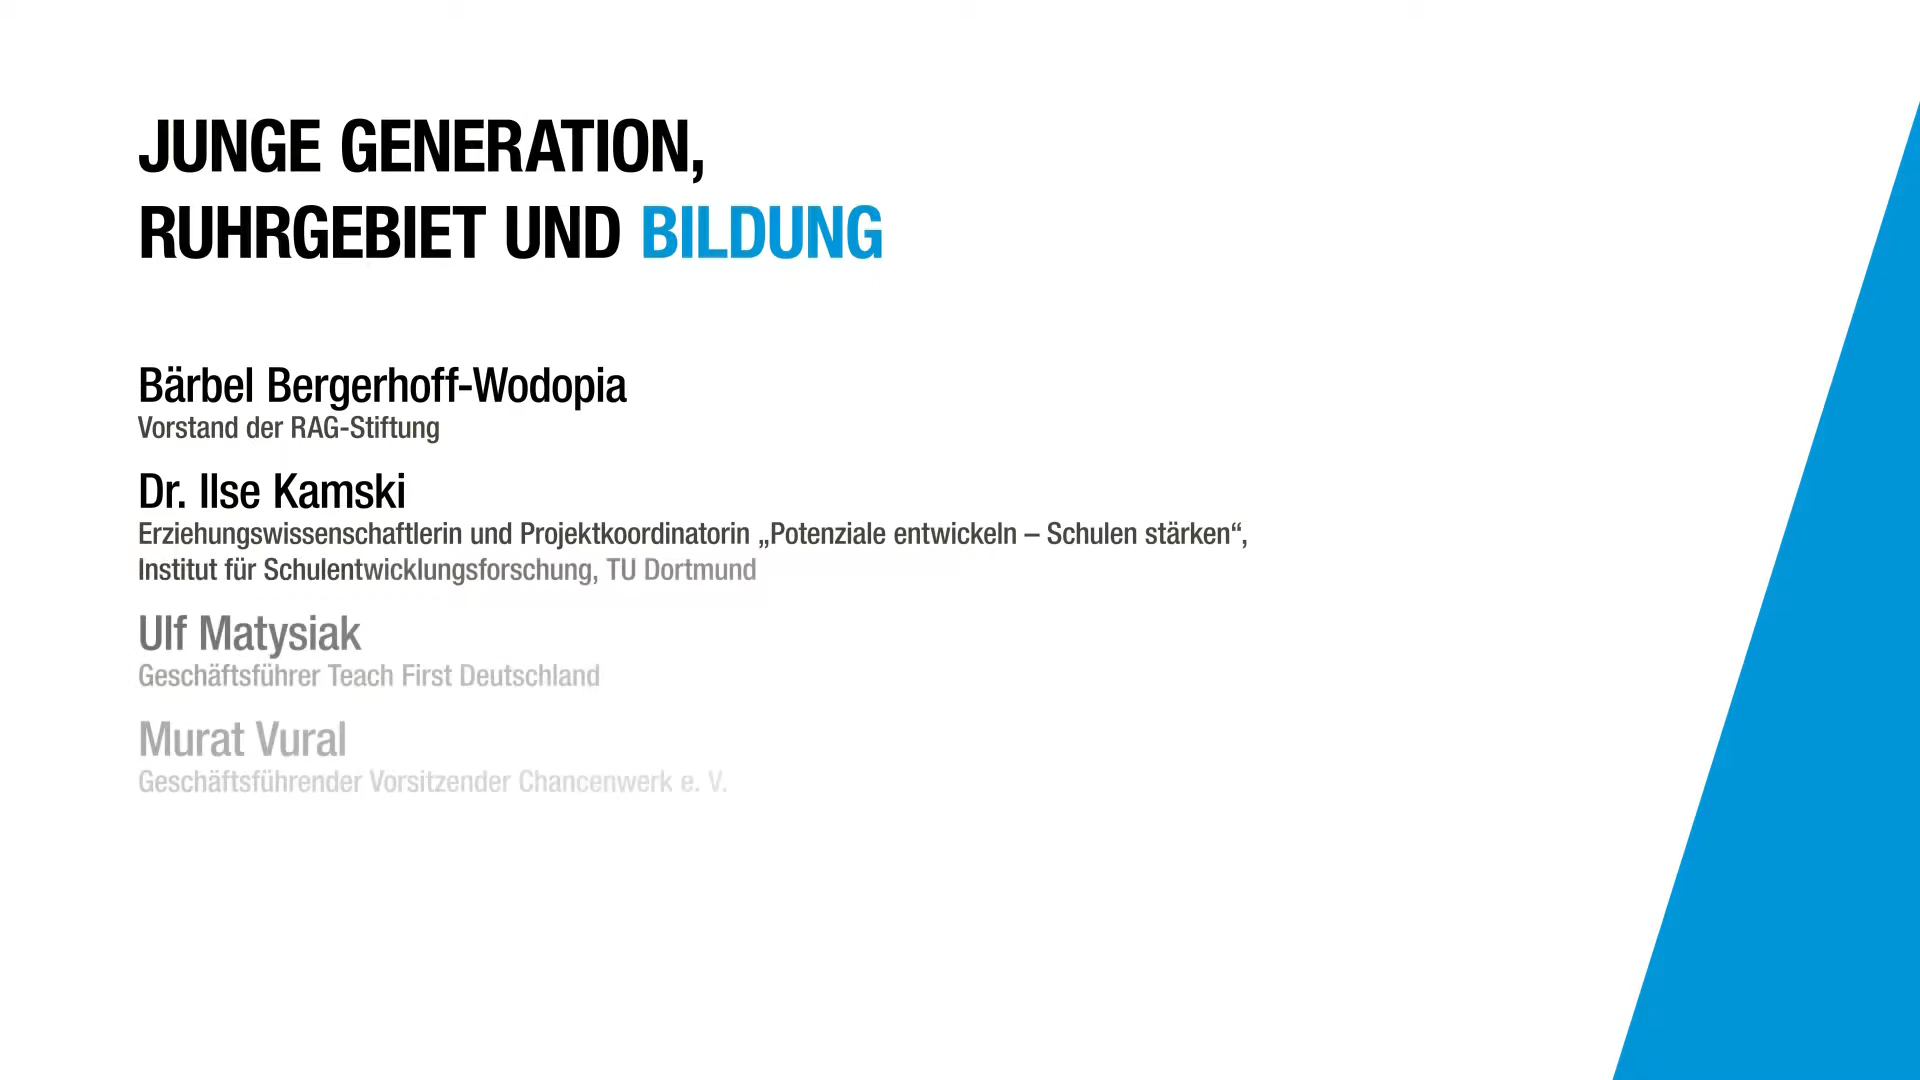 JUNGE GENERATION,
RUHRGEBIET UND BILDUNG
Bärbel Bergerhoff-Wodopia
Vorstand der RAG-Stiftung
Dr. Ilse Kamski
Erziehungswissenschaftlerin und Projektkoordinatorin „Potenziale entwickeln – Schulen stärken“,
Institut für Schulentwicklungsforschung, TU Dortmund
Ulf Matysiak
Geschäftsführer Teach First Deutschland
Murat Vural
Geschäftsführender Vorsitzender Chancenwerk e. V.